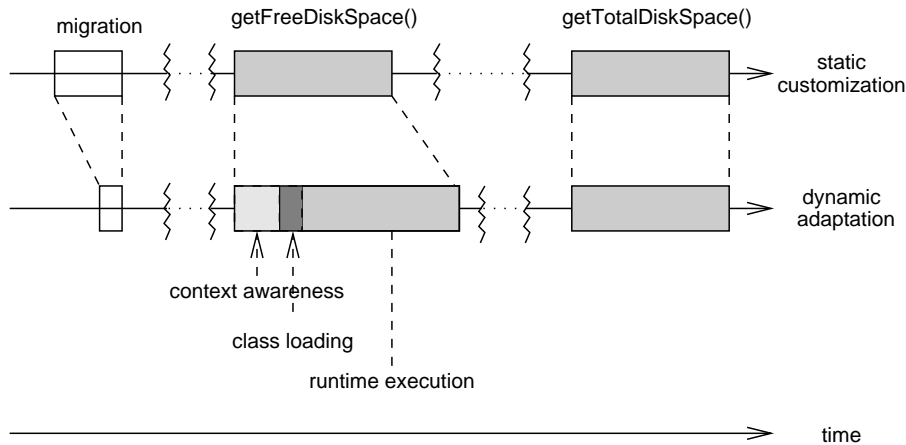 migration
getFreeDiskSpace()
getTotalDiskSpace()
static
customization
dynamic
adaptation
context awareness
class loading
runtime execution
time